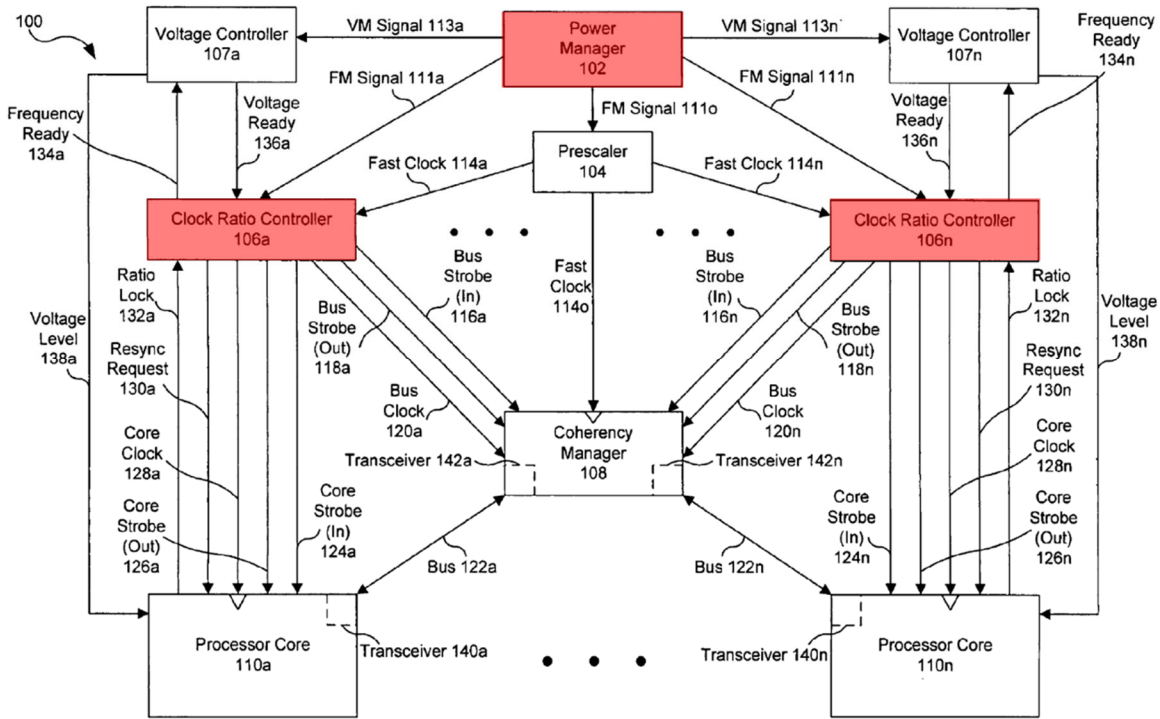 100
Voltage Controller
107a
VM Signal 113a
Power
Manager
102
VM Signal 113n
Voltage Controller
107n
Frequency
Ready
134n
FM Signal 111a
FM Signal 111n
FM Signal 111o
Frequency
Ready
134a
Voltage
Ready
136a
Voltage
Ready
136n
Prescaler
104
Fast Clock 114a
Fast Clock 114n
Clock Ratio Controller
106a
Clock Ratio Controller
106n
Ratio
Lock
132a
Bus
Strobe
(In)
116a
Fast
Clock
114o
Bus
Strobe
(In)
116n
Ratio
Lock
132n
Voltage
Level
138a
Bus
Strobe
(Out)
118a
Bus
Strobe
(Out)
118n
Voltage
Level
138n
Resync
Request
130a
Resync
Request
130n
Bus
Clock
120a
Bus
Clock
120n
Core
Clock
128a
Coherency
Manager
108
Core
Clock
128n
Transceiver 142a
Transceiver 142n
Core
Strobe
(Out)
126a
Core
Strobe
(In)
124a
Core
Strobe
(In)
124n
Core
Strobe
(Out)
126n
Bus 122a
Bus 122n
Processor Core
110a
Transceiver 140a
Transceiver 140n
Processor Core
110n